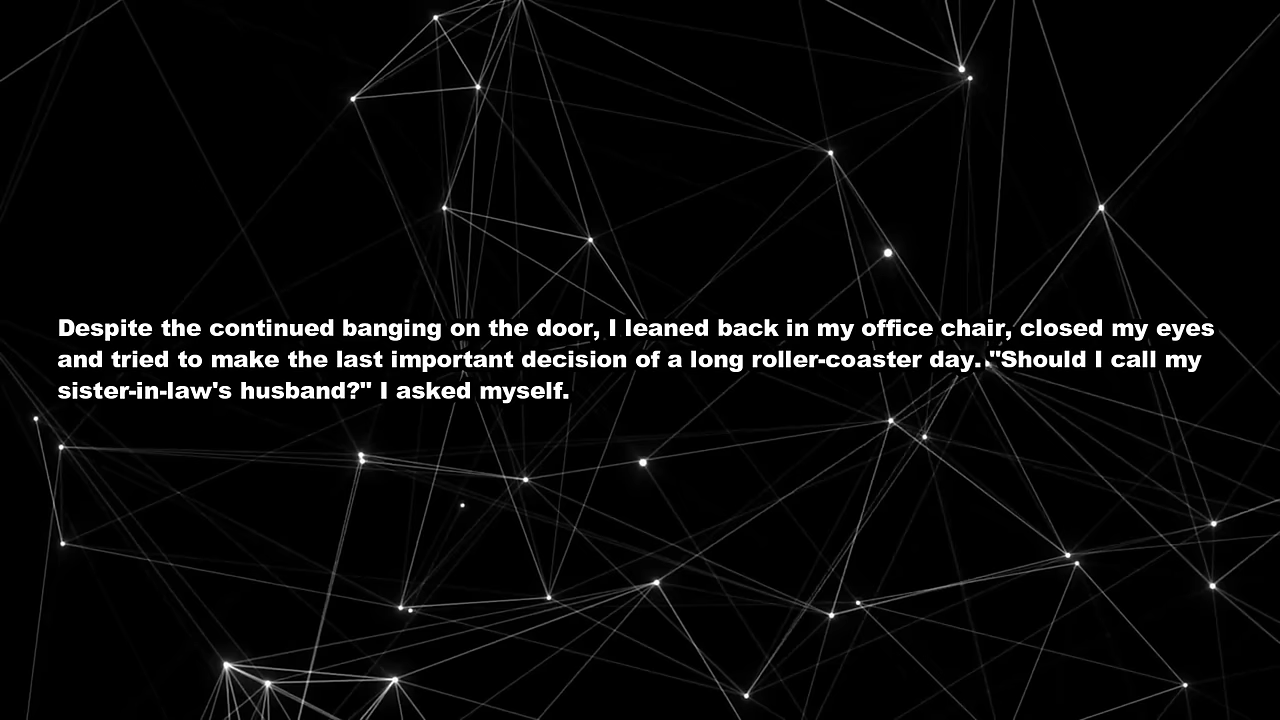 Despite the continued banging on the door, I leaned back in my office chair, closed my eyes
and tried to make the last important decision of a long roller-coaster day.."Should I call my
sister-in-law's husband?" I asked myself.